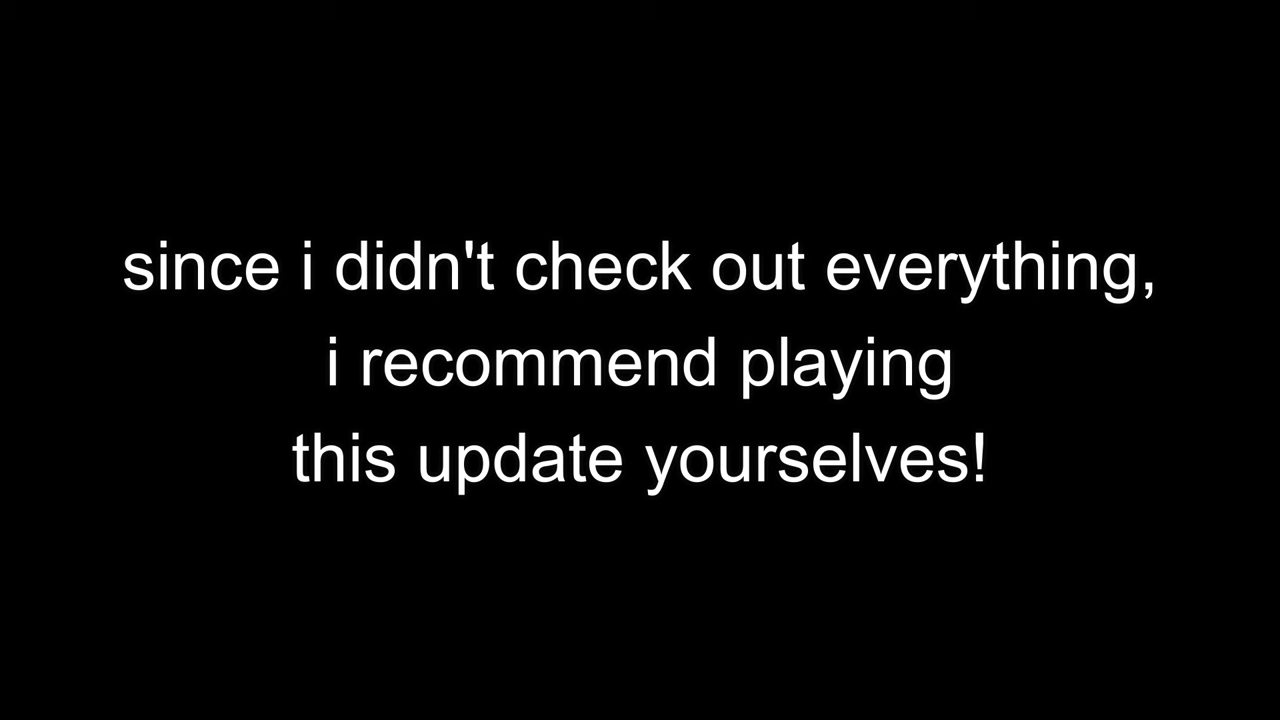 since i didn't check out everything,
i recommend playing
this update yourselves!